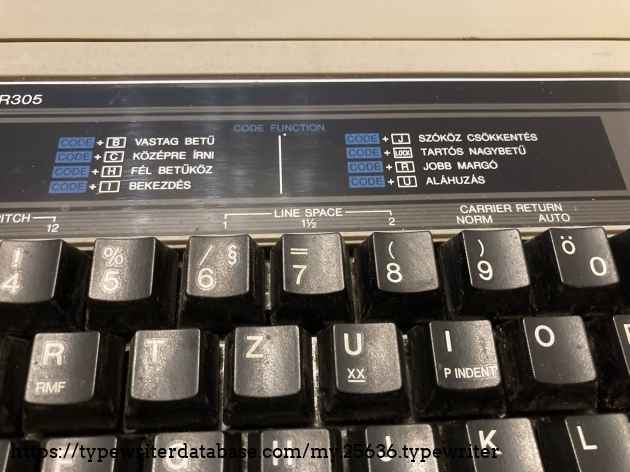 R305
CODE FUNCTION
CODE + B VASTAG BETŰ
CODE + C KÖZÉPRE ÍRNI
CODE + H FÉL BETŰKÖZ
CODE + I BEKEZDÉS
CODE + J SZÓKÖZ CSÖKKENTÉS
CODE + LOCK TARTÓS NAGYBETŰ
CODE + R JOBB MARGÓ
CODE + U ALÁHUZÁS
PITCH LINE SPACE CARRIER RETURN
12 1 1½ 2 NORM AUTO
! % / § = ( ) ö
4 5 6 7 8 9 0
R T Z U I O
RMF XX P INDENT
G H K L
https://typewriterdatabase.com/my.25636.typewriter